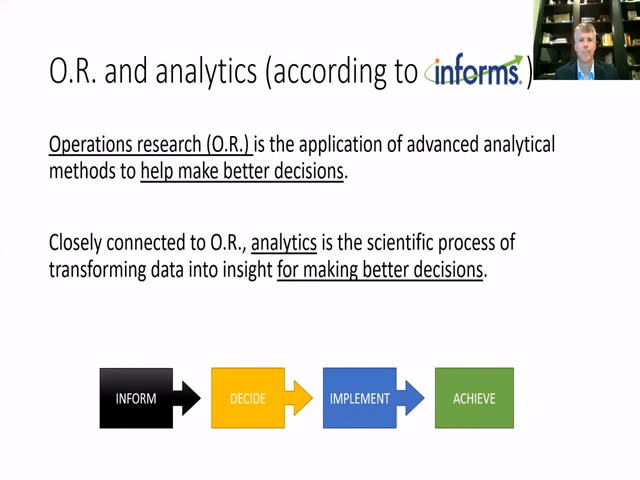 O.R. and analytics (according to informs.)
Operations research (O.R.) is the application of advanced analytical
methods to help make better decisions.
Closely connected to O.R., analytics is the scientific process of
transforming data into insight for making better decisions.
INFORM
DECIDE
IMPLEMENT
ACHIEVE